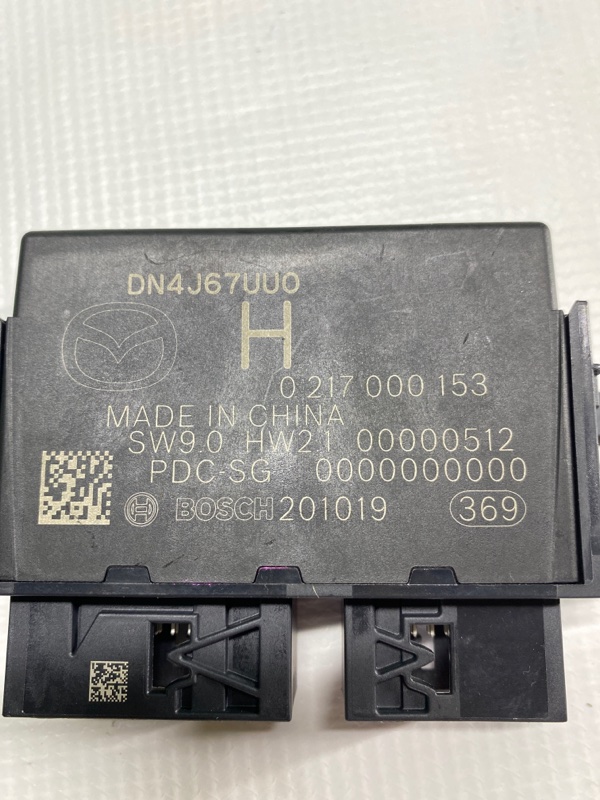 DN4J67UU0
H
0 217 000 153
MADE IN CHINA
SW9.0 HW2.1 00000512
PDC-SG 0000000000
BOSCH 201019 369